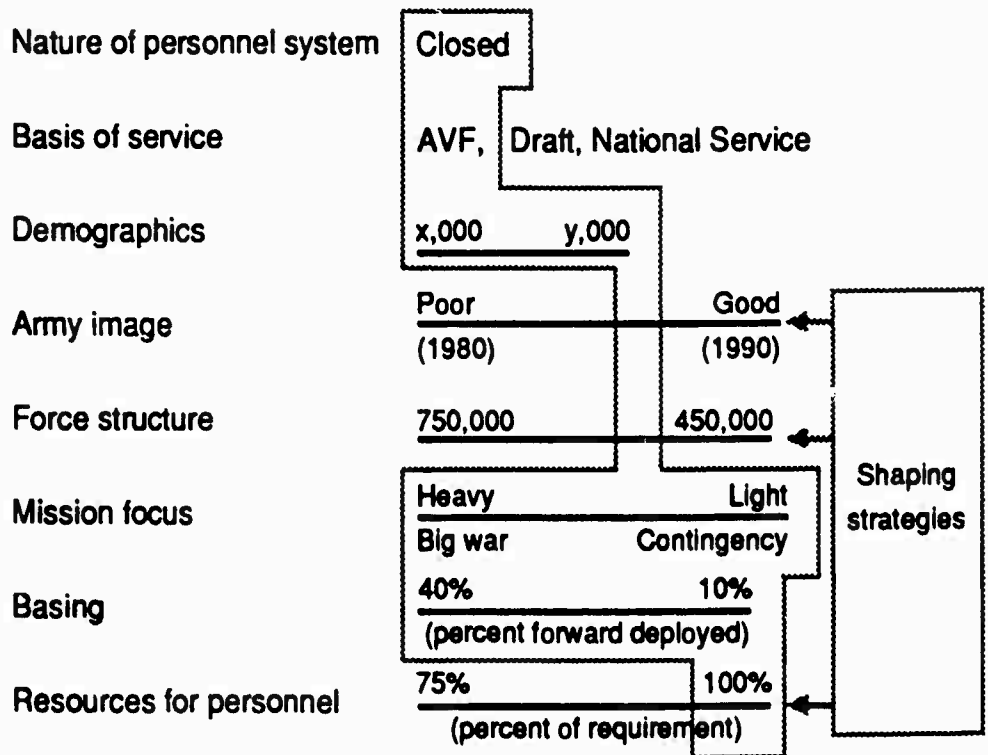 Nature of personnel system Closed
Basis of service AVF, Draft, National Service
Demographics x,000 y,000
Army image Poor Good
(1980) (1990)
Force structure 750,000 450,000
Mission focus Heavy Light
Big war Contingency
Basing 40% 10%
(percent forward deployed)
Resources for personnel 75% 100%
(percent of requirement)
Shaping
strategies